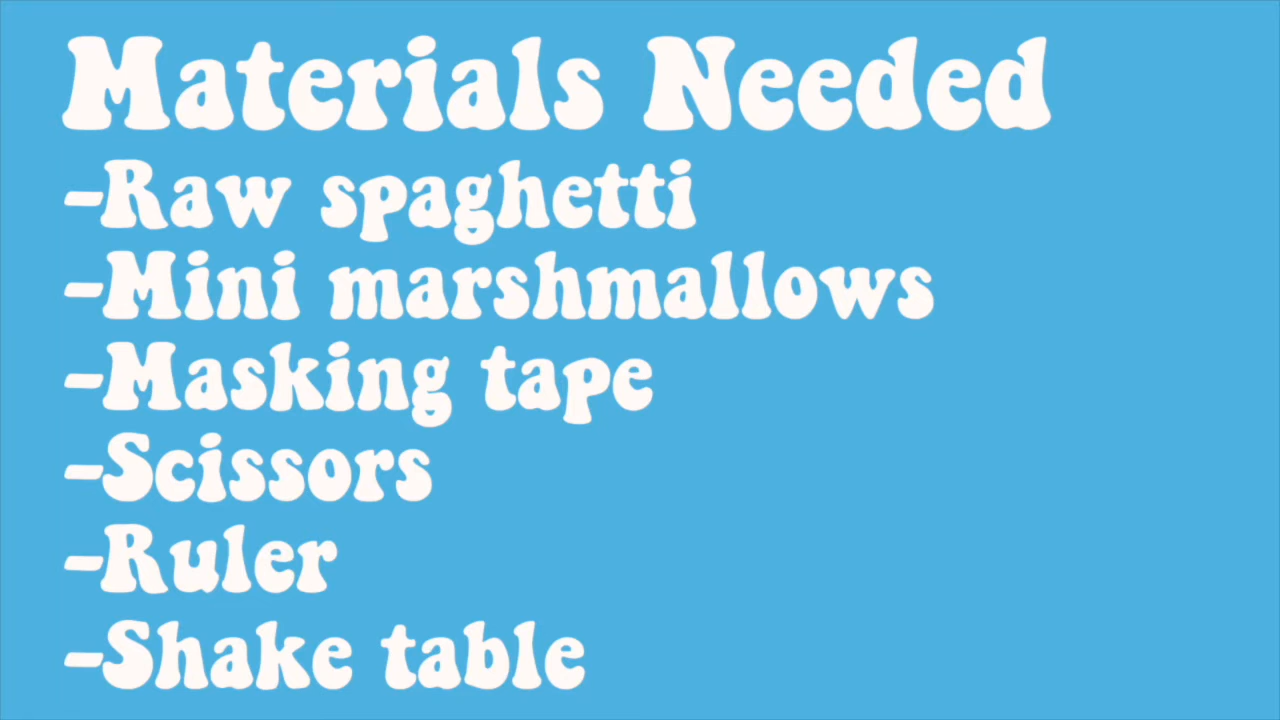 Materials Needed
-Raw spaghetti
-Mini marshmallows
-Masking tape
-Scissors
-Ruler
-Shake table